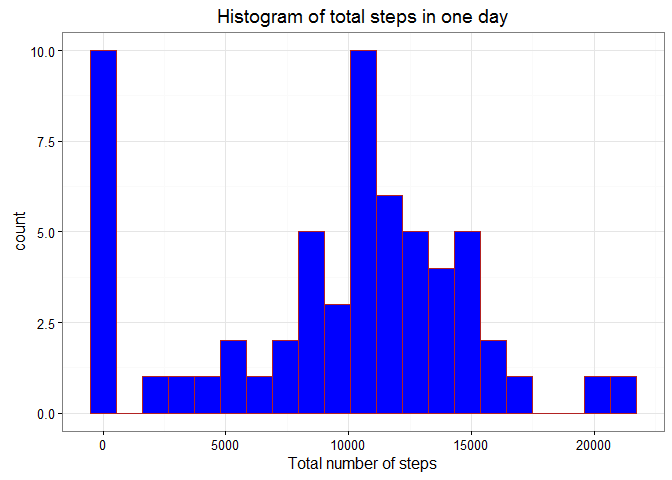 Histogram of total steps in one day
10.0
7.5
5.0
2.5
0.0
count
0 5000 10000 15000 20000
Total number of steps